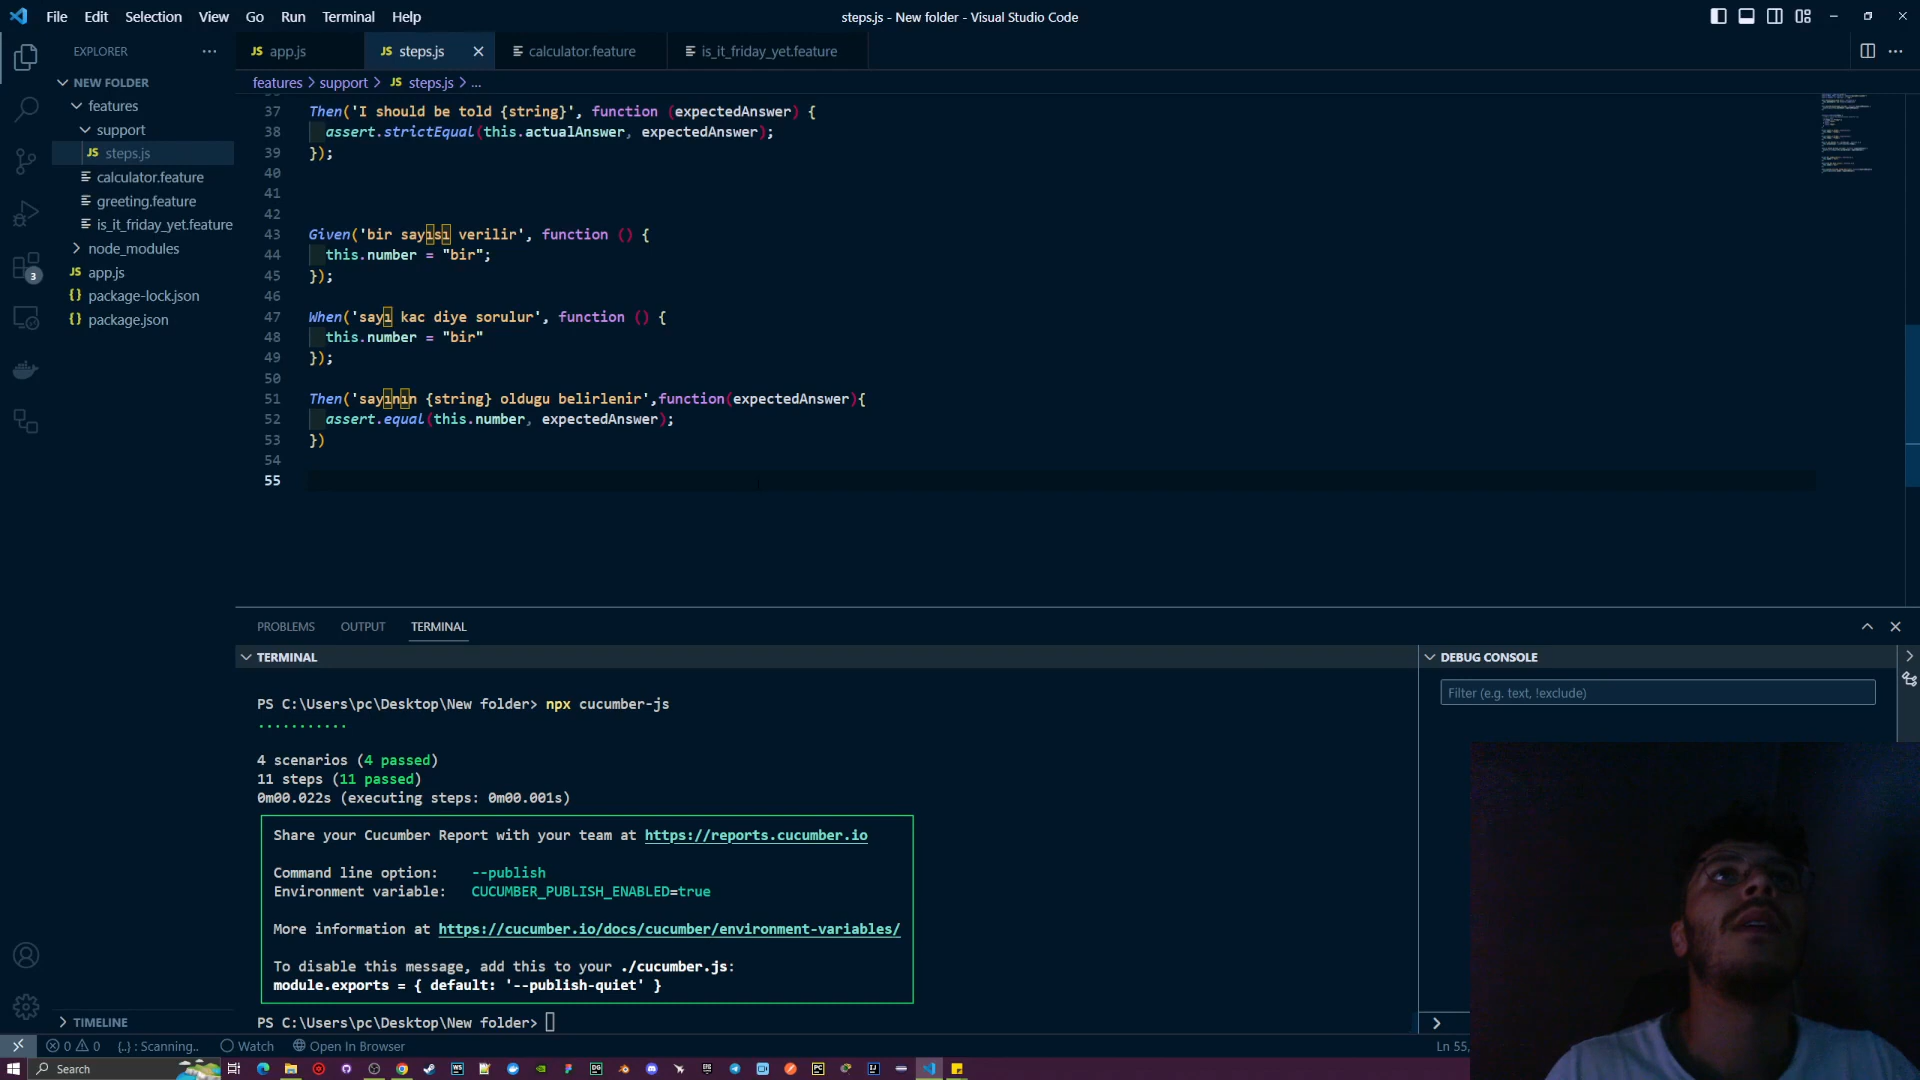 File Edit Selection View Go Run Terminal Help
steps.js - New folder - Visual Studio Code
EXPLORER
JS app.js
JS steps.js
calculator.feature
is_it_friday_yet.feature
NEW FOLDER
features
support
JS steps.js
calculator.feature
greeting.feature
is_it_friday_yet.feature
node_modules
JS app.js
{} package-lock.json
{} package.json
3
TIMELINE
features > support > JS steps.js > ...
37 Then('I should be told {string}', function (expectedAnswer) {
38 assert.strictEqual(this.actualAnswer, expectedAnswer);
39 });
40
41
42
43 Given('bir sayısı verilir', function () {
44 this.number = "bir";
45 });
46
47 When('sayı kac diye sorulur', function () {
48 this.number = "bir"
49 });
50
51 Then('sayının {string} oldugu belirlenir',function(expectedAnswer){
52 assert.equal(this.number, expectedAnswer);
53 })
54
55
PROBLEMS OUTPUT TERMINAL
TERMINAL
PS C:\Users\pc\Desktop\New folder> npx cucumber-js
...........
4 scenarios (4 passed)
11 steps (11 passed)
0m00.022s (executing steps: 0m00.001s)
Share your Cucumber Report with your team at https://reports.cucumber.io
Command line option: --publish
Environment variable: CUCUMBER_PUBLISH_ENABLED=true
More information at https://cucumber.io/docs/cucumber/environment-variables/
To disable this message, add this to your ./cucumber.js:
module.exports = { default: '--publish-quiet' }
PS C:\Users\pc\Desktop\New folder>
DEBUG CONSOLE
Filter (e.g. text, !exclude)
0 0 {..} : Scanning.. Watch Open In Browser
Ln 55,
Search